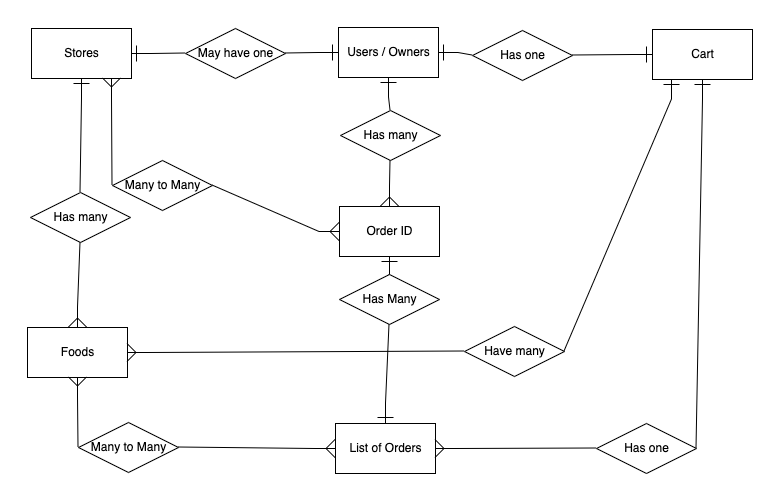 Stores
May have one
Users / Owners
Has one
Cart
Has many
Many to Many
Has many
Order ID
Has Many
Foods
Have many
Many to Many
List of Orders
Has one